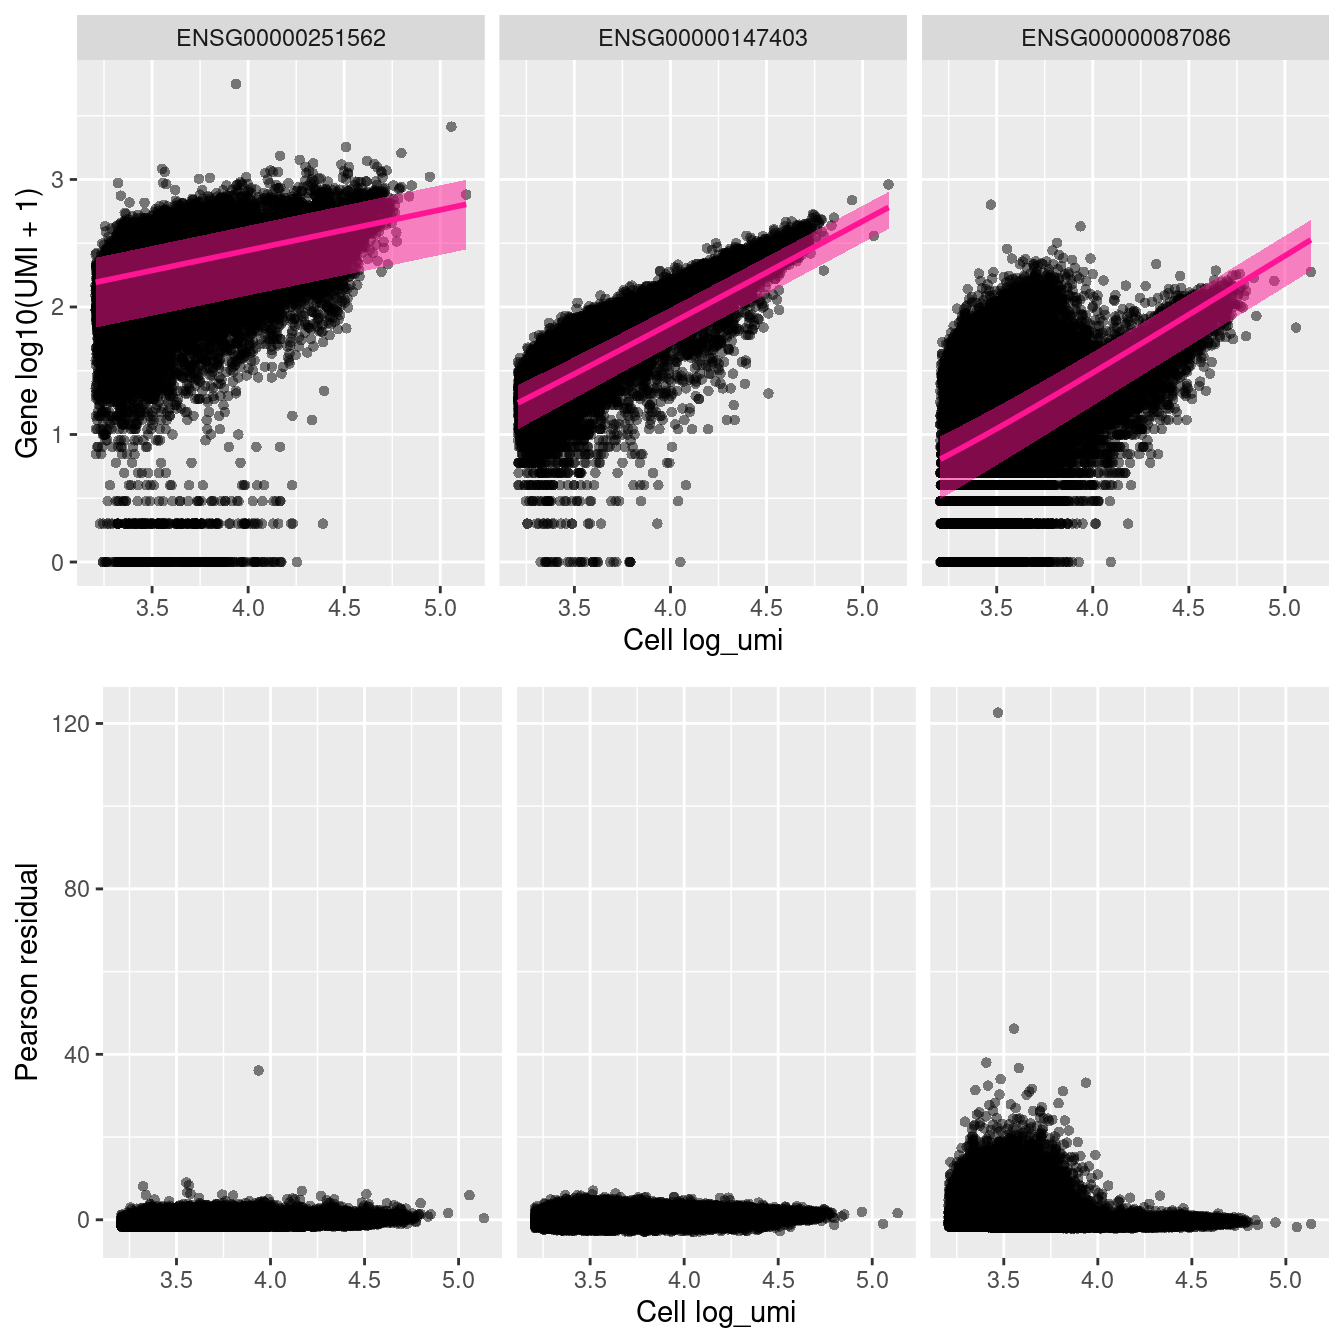 ENSG00000251562 ENSG00000147403 ENSG00000087086
Gene log10(UMI + 1)
3
2
1
0
3.5 4.0 4.5 5.0 3.5 4.0 4.5 5.0 3.5 4.0 4.5 5.0
Cell log_umi
Pearson residual
120
80
40
0
3.5 4.0 4.5 5.0 3.5 4.0 4.5 5.0 3.5 4.0 4.5 5.0
Cell log_umi